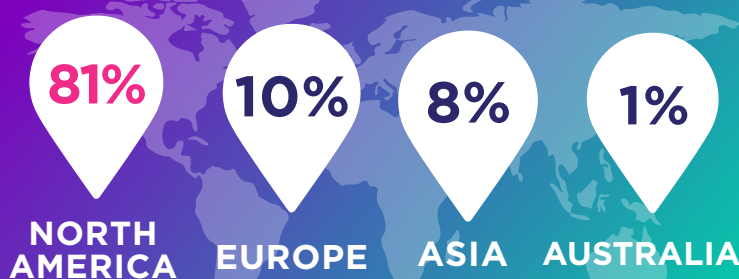 81%
10%
8%
1%
NORTH
AMERICA
EUROPE
ASIA
AUSTRALIA